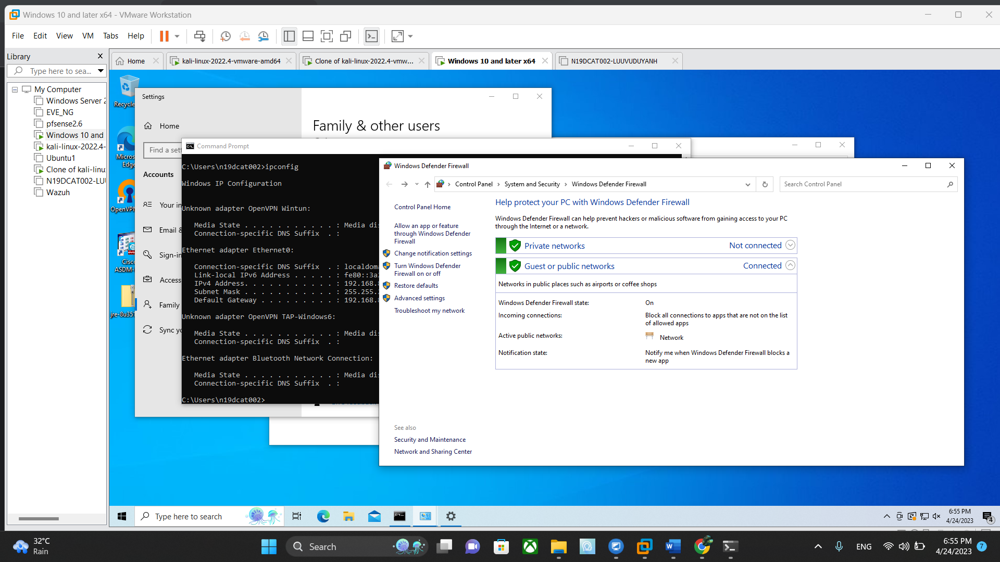 Windows 10 and later x64 - VMware Workstation
File Edit View VM Tabs Help
Library
Type here to sea...
My Computer
Windows Server 2
EVE_NG
pfsense2.6
Windows 10 and
kali-linux-2022.4-
Ubuntu1
Clone of kali-linu
N19DCAT002-LU
Wazuh
Home
kali-linux-2022.4-vmware-amd64
Clone of kali-linux-2022.4-vmw...
Windows 10 and later x64
N19DCAT002-LUUVUDUYANH
Recycle
Micros
Edge
OpenVPN
Cisco
ASDM-
jre-8u351
Settings
Home
Find a sett
Accounts
Your in
Email &
Sign-in
Access
Family
Sync yo
Family & other users
Command Prompt
C:\Users\n19dcat002>ipconfig
Windows IP Configuration
Unknown adapter OpenVPN Wintun:
Media State . . . . . . . . . . . : Media dis
Connection-specific DNS Suffix  . :
Ethernet adapter Ethernet0:
Connection-specific DNS Suffix  . : localdoma
Link-local IPv6 Address . . . . . : fe80::3a
IPv4 Address. . . . . . . . . . . : 192.168.
Subnet Mask . . . . . . . . . . . : 255.255.
Default Gateway . . . . . . . . . : 192.168.
Unknown adapter OpenVPN TAP-Windows6:
Media State . . . . . . . . . . . : Media dis
Connection-specific DNS Suffix  . :
Ethernet adapter Bluetooth Network Connection:
Media State . . . . . . . . . . . : Media dis
Connection-specific DNS Suffix  . :
C:\Users\n19dcat002>
Windows Defender Firewall
Control Panel > System and Security > Windows Defender Firewall
Search Control Panel
Control Panel Home
Allow an app or feature
through Windows Defender
Firewall
Change notification settings
Turn Windows Defender
Firewall on or off
Restore defaults
Advanced settings
Troubleshoot my network
See also
Security and Maintenance
Network and Sharing Center
Help protect your PC with Windows Defender Firewall
Windows Defender Firewall can help prevent hackers or malicious software from gaining access to your PC
through the Internet or a network.
Private networks Not connected
Guest or public networks Connected
Networks in public places such as airports or coffee shops
Windows Defender Firewall state: On
Incoming connections: Block all connections to apps that are not on the list
of allowed apps
Active public networks: Network
Notification state: Notify me when Windows Defender Firewall blocks a
new app
Type here to search
6:55 PM
4/24/2023
4
32°C
Rain
Search
ENG
6:55 PM
4/24/2023
7